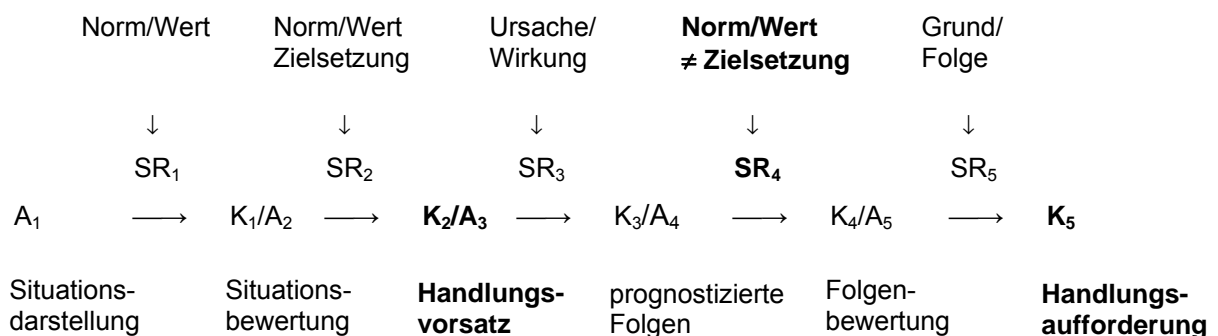 Norm/Wert Norm/Wert Ursache/ Norm/Wert Grund/
Zielsetzung Wirkung ≠ Zielsetzung Folge
↓ ↓ ↓ ↓ ↓
SR₁ SR₂ SR₃ SR₄ SR₅
A₁ ⟶ K₁/A₂ ⟶ K₂/A₃ ⟶ K₃/A₄ ⟶ K₄/A₅ ⟶ K₅
Situations- Situations- Handlungs- prognostizierte Folgen- Handlungs-
darstellung bewertung vorsatz Folgen bewertung aufforderung